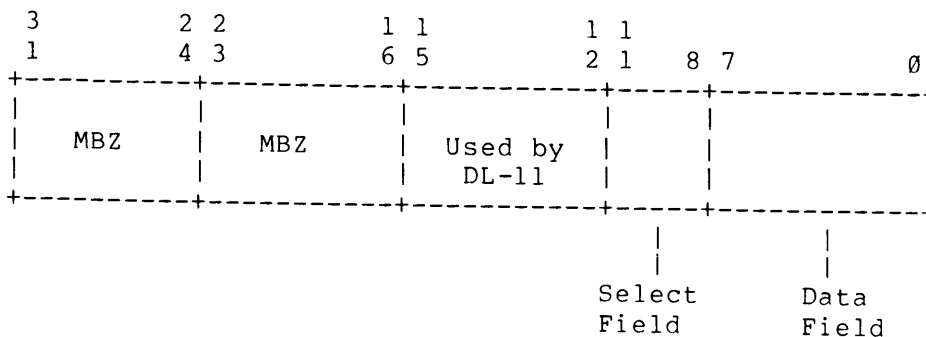 3 2 2 1 1 1 1
1 4 3 6 5 2 1 8 7 Ø
MBZ MBZ Used by
DL-11
Select Data
Field Field